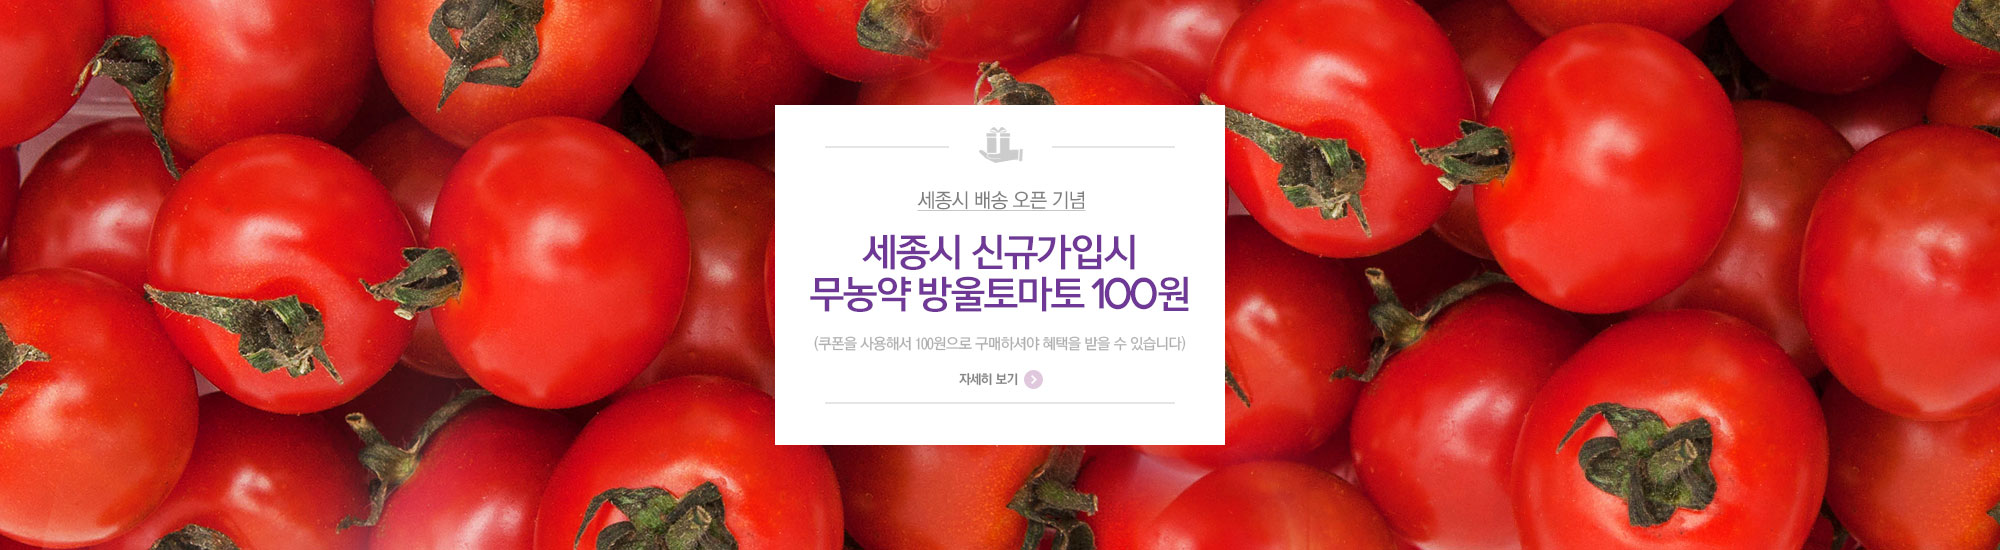 세종시 배송 오픈 기념
세종시 신규가입시
무농약 방울토마토 100원
(쿠폰을 사용해서 100원으로 구매하셔야 혜택을 받을 수 있습니다)
자세히 보기